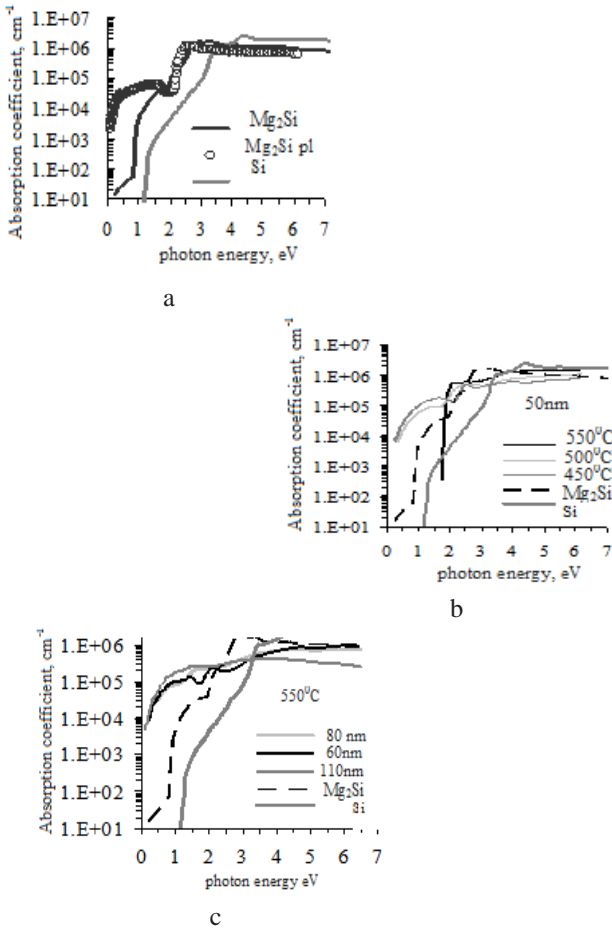 Absorption coefficient, cm⁻¹
1.E+07
1.E+06
1.E+05
1.E+04
1.E+03
1.E+02
1.E+01
Mg₂Si
Mg₂Si pl
Si
0 1 2 3 4 5 6 7
photon energy, eV
a
Absorption coefficient, cm⁻¹
1.E+07
1.E+06
1.E+05
1.E+04
1.E+03
1.E+02
1.E+01
50nm
550⁰C
500⁰C
450⁰C
Mg₂Si
Si
0 1 2 3 4 5 6 7
photon energy, eV
b
Absorption coefficient, cm⁻¹
1.E+06
1.E+05
1.E+04
1.E+03
1.E+02
1.E+01
550⁰C
80 nm
60nm
110nm
Mg₂Si
Si
0 1 2 3 4 5 6
photon energy eV
c